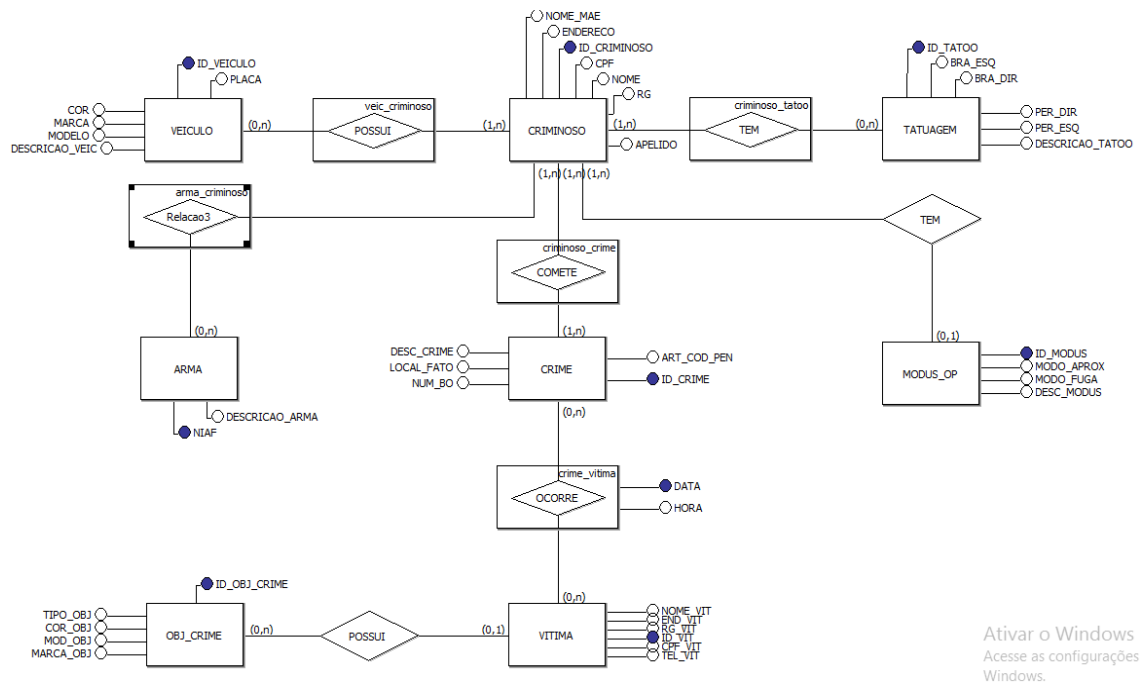 NOME_MAE
ENDERECO
ID_CRIMINOSO
CPF
NOME
RG
APELIDO
ID_VEICULO
PLACA
COR
MARCA
MODELO
DESCRICAO_VEIC
VEICULO
(0,n)
veic_criminoso
POSSUI
(1,n)
CRIMINOSO
(1,n)
criminoso_tatoo
TEM
(0,n)
TATUAGEM
ID_TATOO
BRA_ESQ
BRA_DIR
PER_DIR
PER_ESQ
DESCRICAO_TATOO
(1,n)
(1,n)
(1,n)
arma_criminoso
Relacao3
TEM
criminoso_crime
COMETE
(0,n)
ARMA
DESCRICAO_ARMA
NIAF
(1,n)
DESC_CRIME
LOCAL_FATO
NUM_BO
CRIME
ART_COD_PEN
ID_CRIME
(0,1)
MODUS_OP
ID_MODUS
MODO_APROX
MODO_FUGA
DESC_MODUS
(0,n)
crime_vitima
OCORRE
DATA
HORA
ID_OBJ_CRIME
TIPO_OBJ
COR_OBJ
MOD_OBJ
MARCA_OBJ
OBJ_CRIME
(0,n)
POSSUI
(0,1)
(0,n)
VITIMA
NOME_VIT
END_VIT
RG_VIT
ID_VIT
CPF_VIT
TEL_VIT
Ativar o Windows
Acesse as configurações
Windows.